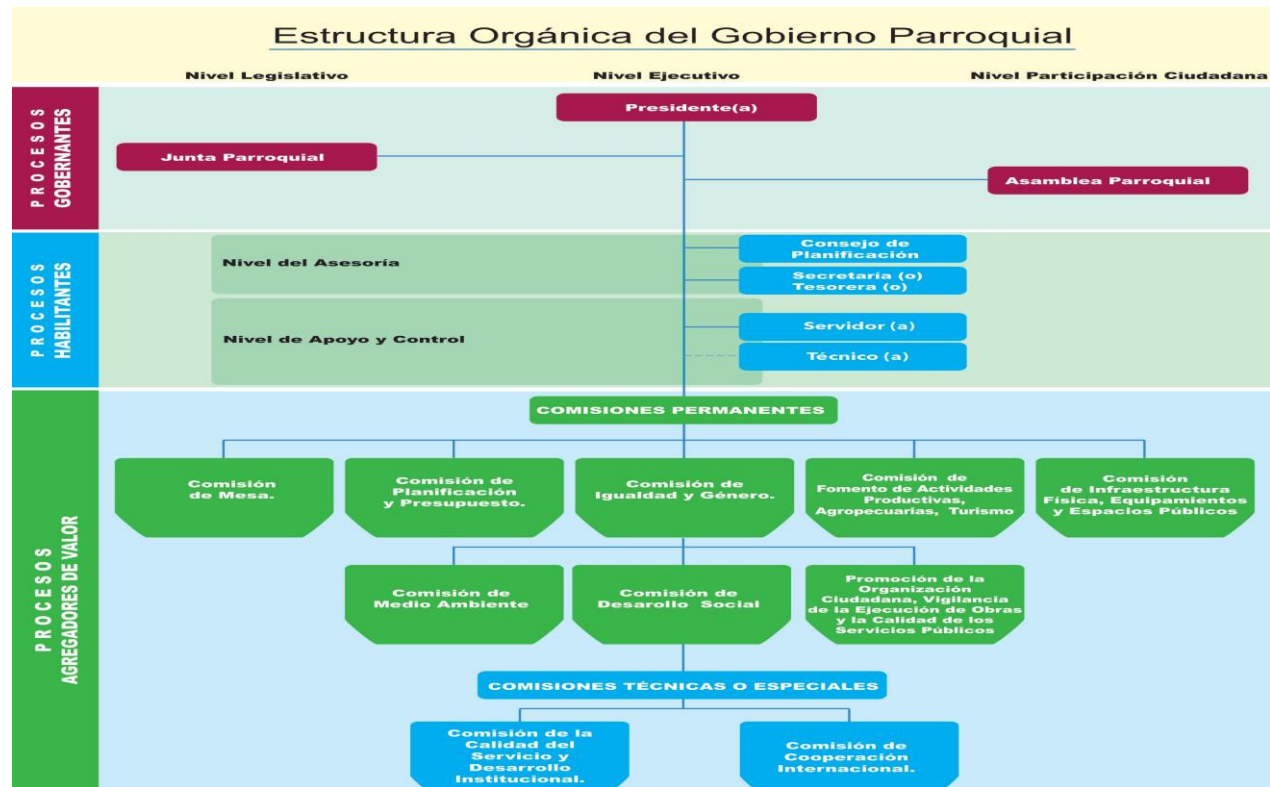 Estructura Orgánica del Gobierno Parroquial
Nivel Legislativo
Nivel Ejecutivo
Nivel Participación Ciudadana
PROCESOS
GOBERNANTES
Presidente(a)
Junta Parroquial
Asamblea Parroquial
PROCESOS
HABILITANTES
Nivel del Asesoría
Consejo de
Planificación
Secretaría (o)
Tesorera (o)
Nivel de Apoyo y Control
Servidor (a)
Técnico (a)
PROCESOS
AGREGADORES DE VALOR
COMISIONES PERMANENTES
Comisión
de Mesa.
Comisión de
Planificación
y Presupuesto.
Comisión de
Igualdad y Género.
Comisión de
Fomento de Actividades
Productivas,
Agropecuarias, Turismo
Comisión
de Infraestructura
Física, Equipamientos
y Espacios Públicos
Comisión de
Medio Ambiente
Comisión de
Desarollo Social
Promoción de la
Organización
Ciudadana, Vigilancia
de la Ejecución de Obras
y la Calidad de los
Servicios Públicos
COMISIONES TÉCNICAS O ESPECIALES
Comisión de la
Calidad del
Servicio y
Desarrollo
Institucional.
Comisión de
Cooperación
Internacional.